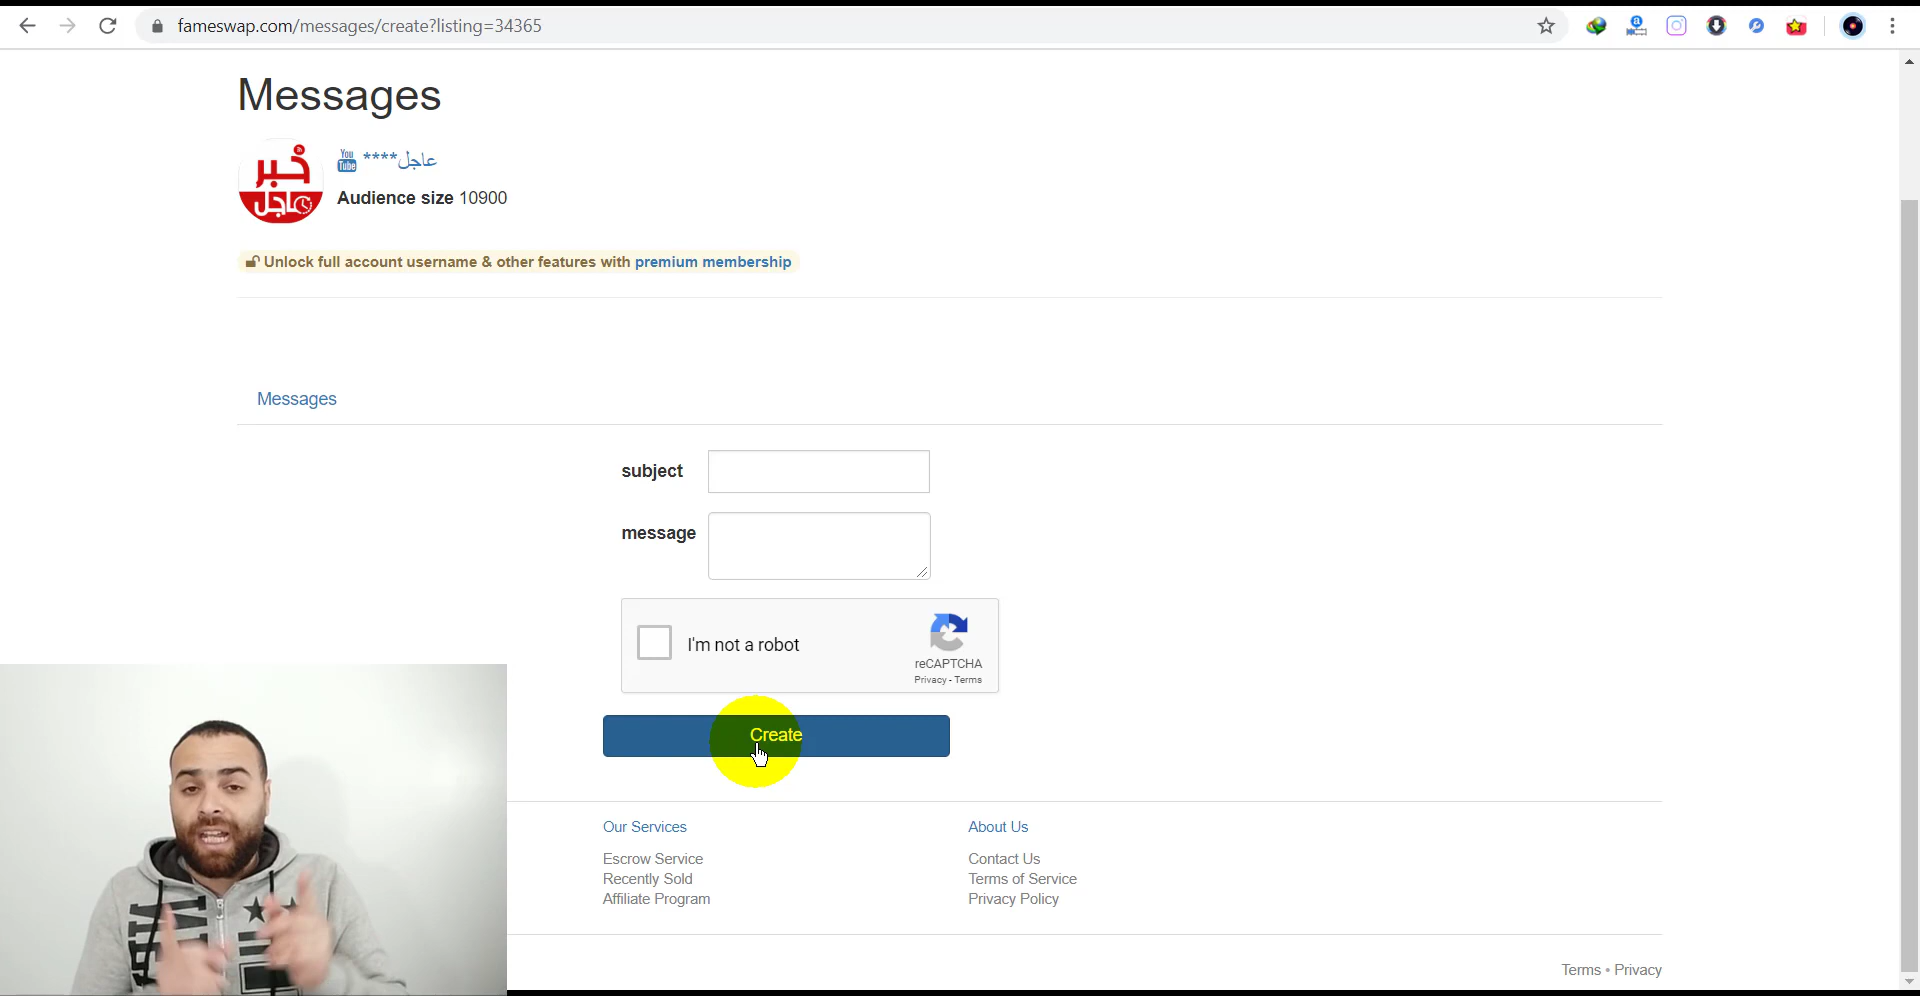 fameswap.com/messages/create?listing=34365
Messages
خبر
عاجل
You
Tube
عاجل****
Audience size 10900
Unlock full account username & other features with premium membership
Messages
subject
message
I'm not a robot
reCAPTCHA
Privacy - Terms
Create
Our Services
Escrow Service
Recently Sold
Affiliate Program
About Us
Contact Us
Terms of Service
Privacy Policy
Terms • Privacy